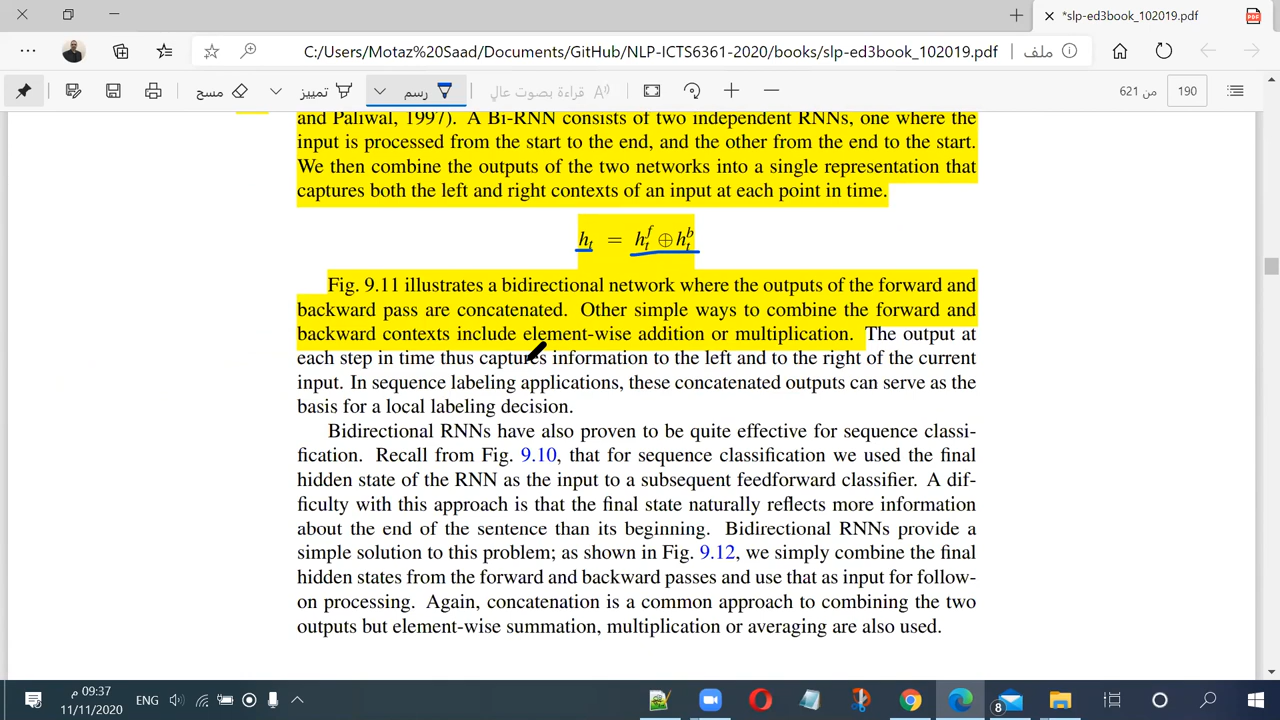 *slp-ed3book_102019.pdf
C:/Users/Motaz%20Saad/Documents/GitHub/NLP-ICTS6361-2020/books/slp-ed3book_102019.pdf
ملف
مسح
تمييز
رسم
قراءة بصوت عالٍ
من 621
190
and Paliwal, 1997). A Bi-RNN consists of two independent RNNs, one where the
input is processed from the start to the end, and the other from the end to the start.
We then combine the outputs of the two networks into a single representation that
captures both the left and right contexts of an input at each point in time.
h_t = h_t^f ⊕ h_t^b
Fig. 9.11 illustrates a bidirectional network where the outputs of the forward and
backward pass are concatenated. Other simple ways to combine the forward and
backward contexts include element-wise addition or multiplication. The output at
each step in time thus captures information to the left and to the right of the current
input. In sequence labeling applications, these concatenated outputs can serve as the
basis for a local labeling decision.
Bidirectional RNNs have also proven to be quite effective for sequence classi-
fication. Recall from Fig. 9.10, that for sequence classification we used the final
hidden state of the RNN as the input to a subsequent feedforward classifier. A dif-
ficulty with this approach is that the final state naturally reflects more information
about the end of the sentence than its beginning. Bidirectional RNNs provide a
simple solution to this problem; as shown in Fig. 9.12, we simply combine the final
hidden states from the forward and backward passes and use that as input for follow-
on processing. Again, concatenation is a common approach to combining the two
outputs but element-wise summation, multiplication or averaging are also used.
09:37 م
11/11/2020
ENG
8